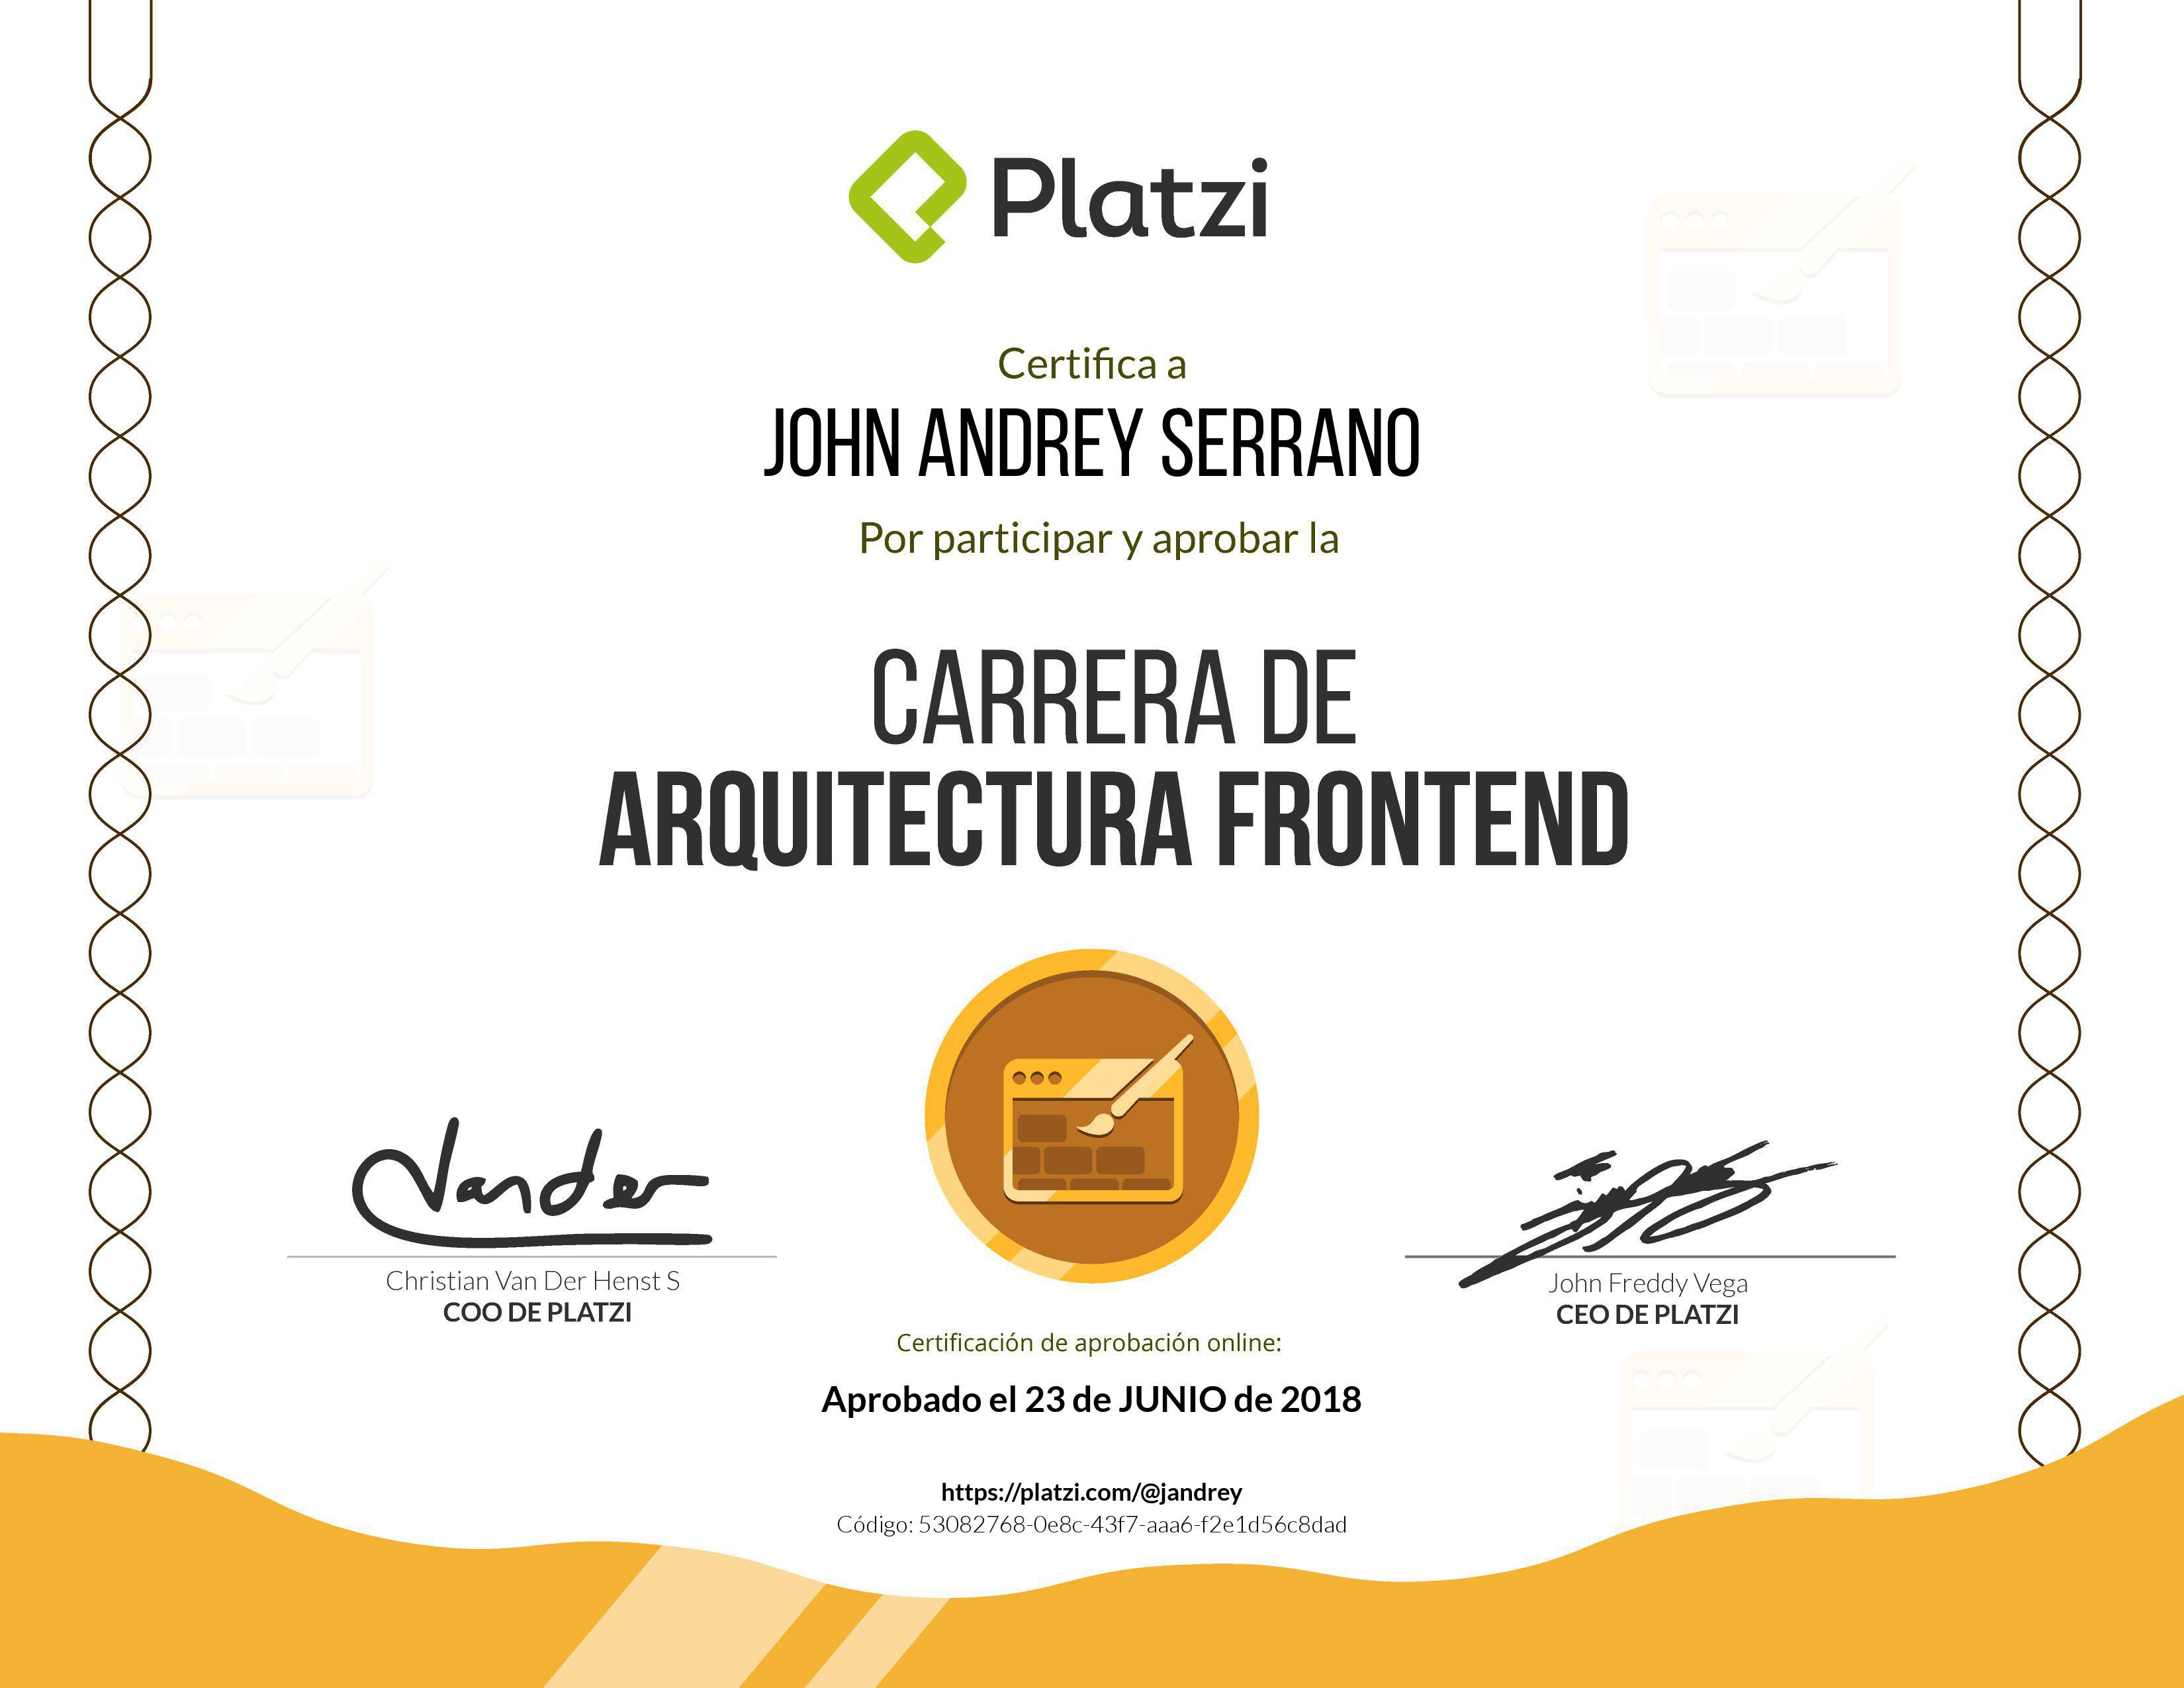 Platzi
Certifica a
JOHN ANDREY SERRANO
Por participar y aprobar la
CARRERA DE
ARQUITECTURA FRONTEND
Vander
Christian Van Der Henst S
COO DE PLATZI
John Freddy Vega
CEO DE PLATZI
Certificación de aprobación online:
Aprobado el 23 de JUNIO de 2018
https://platzi.com/@jandrey
Código: 53082768-0e8c-43f7-aaa6-f2e1d56c8dad